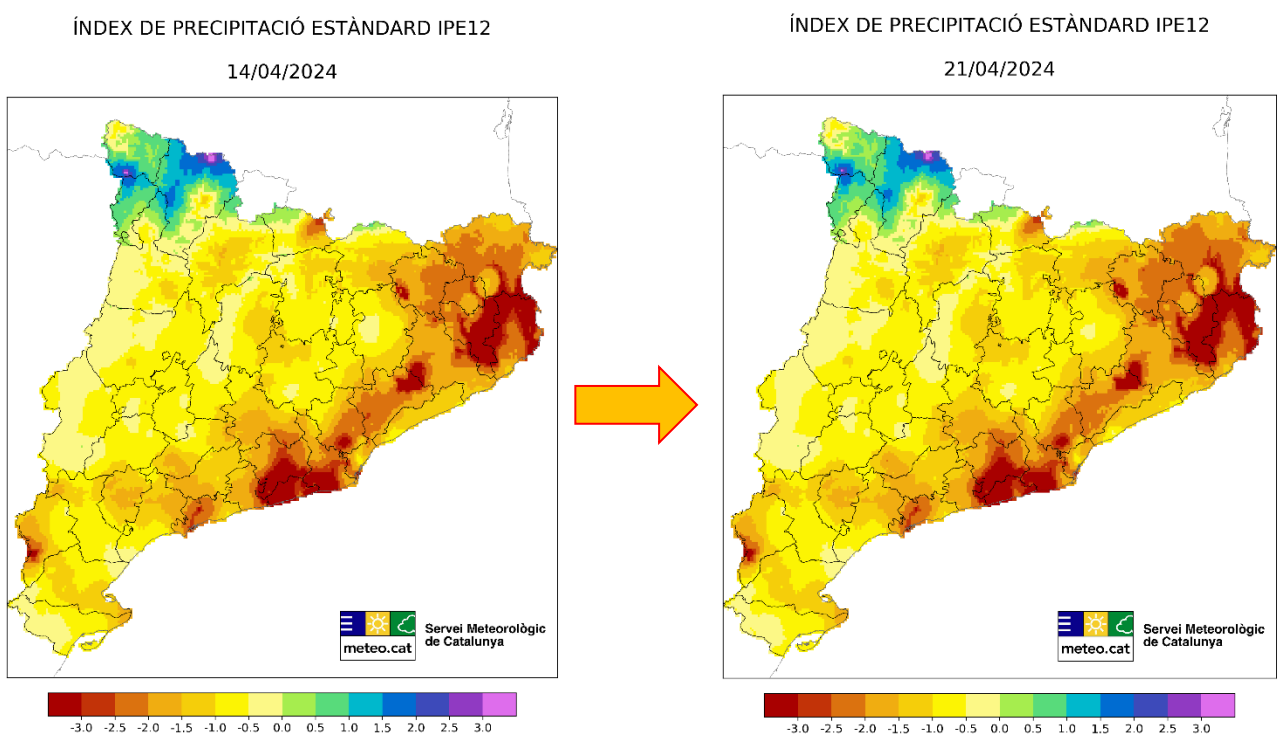 ÍNDEX DE PRECIPITACIÓ ESTÀNDARD IPE12
14/04/2024
meteo.cat
Servei Meteorològic
de Catalunya
-3.0 -2.5 -2.0 -1.5 -1.0 -0.5 0.0 0.5 1.0 1.5 2.0 2.5 3.0
ÍNDEX DE PRECIPITACIÓ ESTÀNDARD IPE12
21/04/2024
meteo.cat
Servei Meteorològic
de Catalunya
-3.0 -2.5 -2.0 -1.5 -1.0 -0.5 0.0 0.5 1.0 1.5 2.0 2.5 3.0